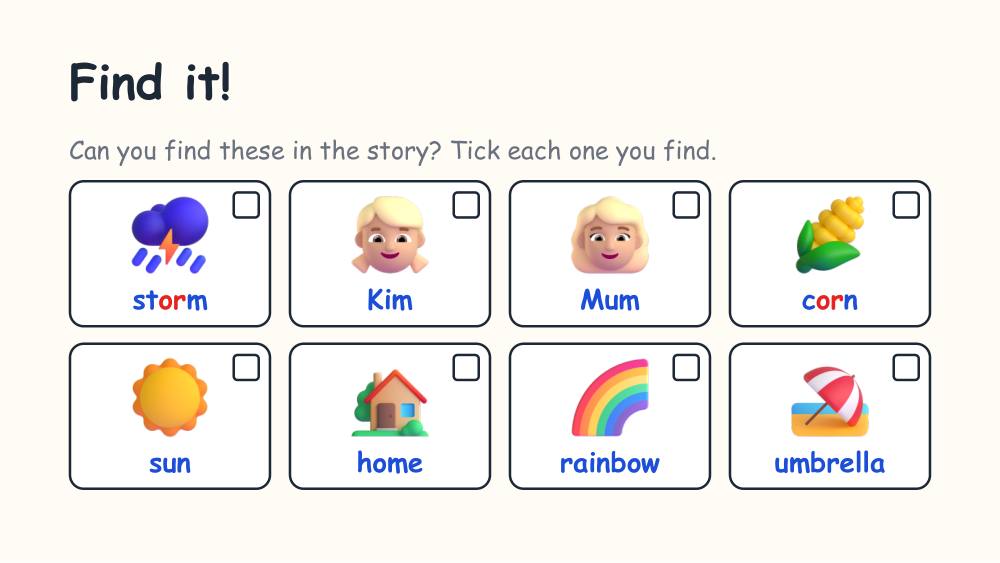 Find it!
Can you find these in the story? Tick each one you find.
storm
Kim
Mum
corn
sun
home
rainbow
umbrella